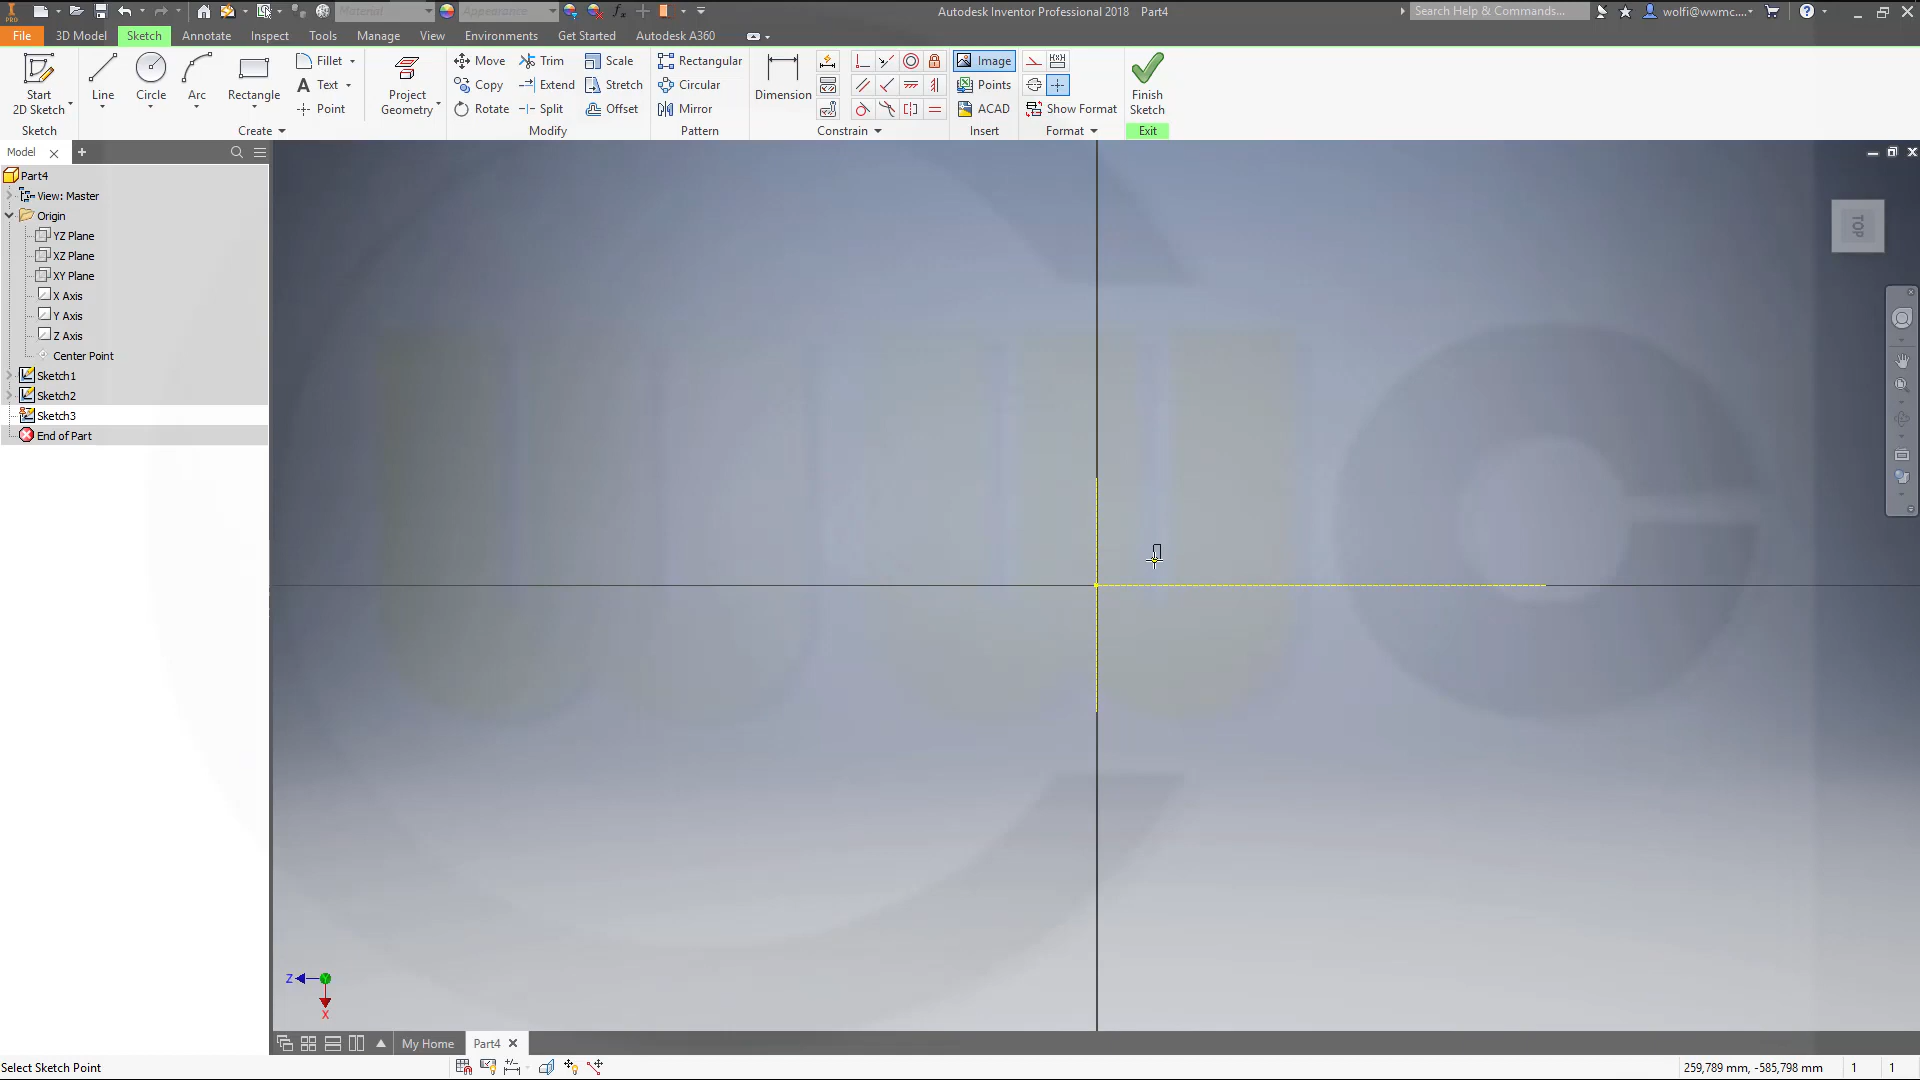 Material
Appearance
fx
Autodesk Inventor Professional 2018 Part4
Search Help & Commands...
wolfi@wwmc....
PRO
File 3D Model Sketch Annotate Inspect Tools Manage View Environments Get Started Autodesk A360
Start
2D Sketch
Line Circle Arc Rectangle
Fillet
Text
Point
Project
Geometry
Move Trim Scale
Copy Extend Stretch
Rotate Split Offset
Rectangular
Circular
Mirror
Dimension
Image
Points
ACAD
Show Format
Finish
Sketch
Sketch Create Modify Pattern Constrain Insert Format Exit
Model
Part4
View: Master
Origin
YZ Plane
XZ Plane
XY Plane
X Axis
Y Axis
Z Axis
Center Point
Sketch1
Sketch2
Sketch3
End of Part
TOP
Z
Y
X
My Home Part4
Select Sketch Point
259,789 mm, -585,798 mm 1 1